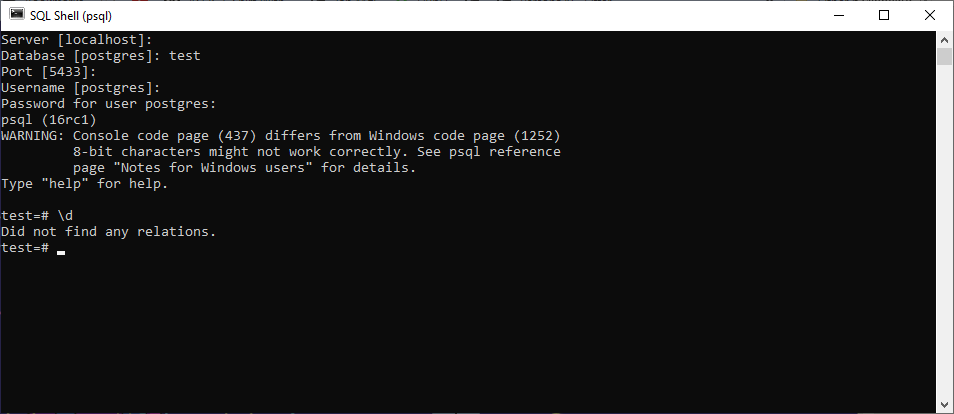 SQL Shell (psql)
Server [localhost]:
Database [postgres]: test
Port [5433]:
Username [postgres]:
Password for user postgres:
psql (16rc1)
WARNING: Console code page (437) differs from Windows code page (1252)
         8-bit characters might not work correctly. See psql reference
         page "Notes for Windows users" for details.
Type "help" for help.

test=# \d
Did not find any relations.
test=#